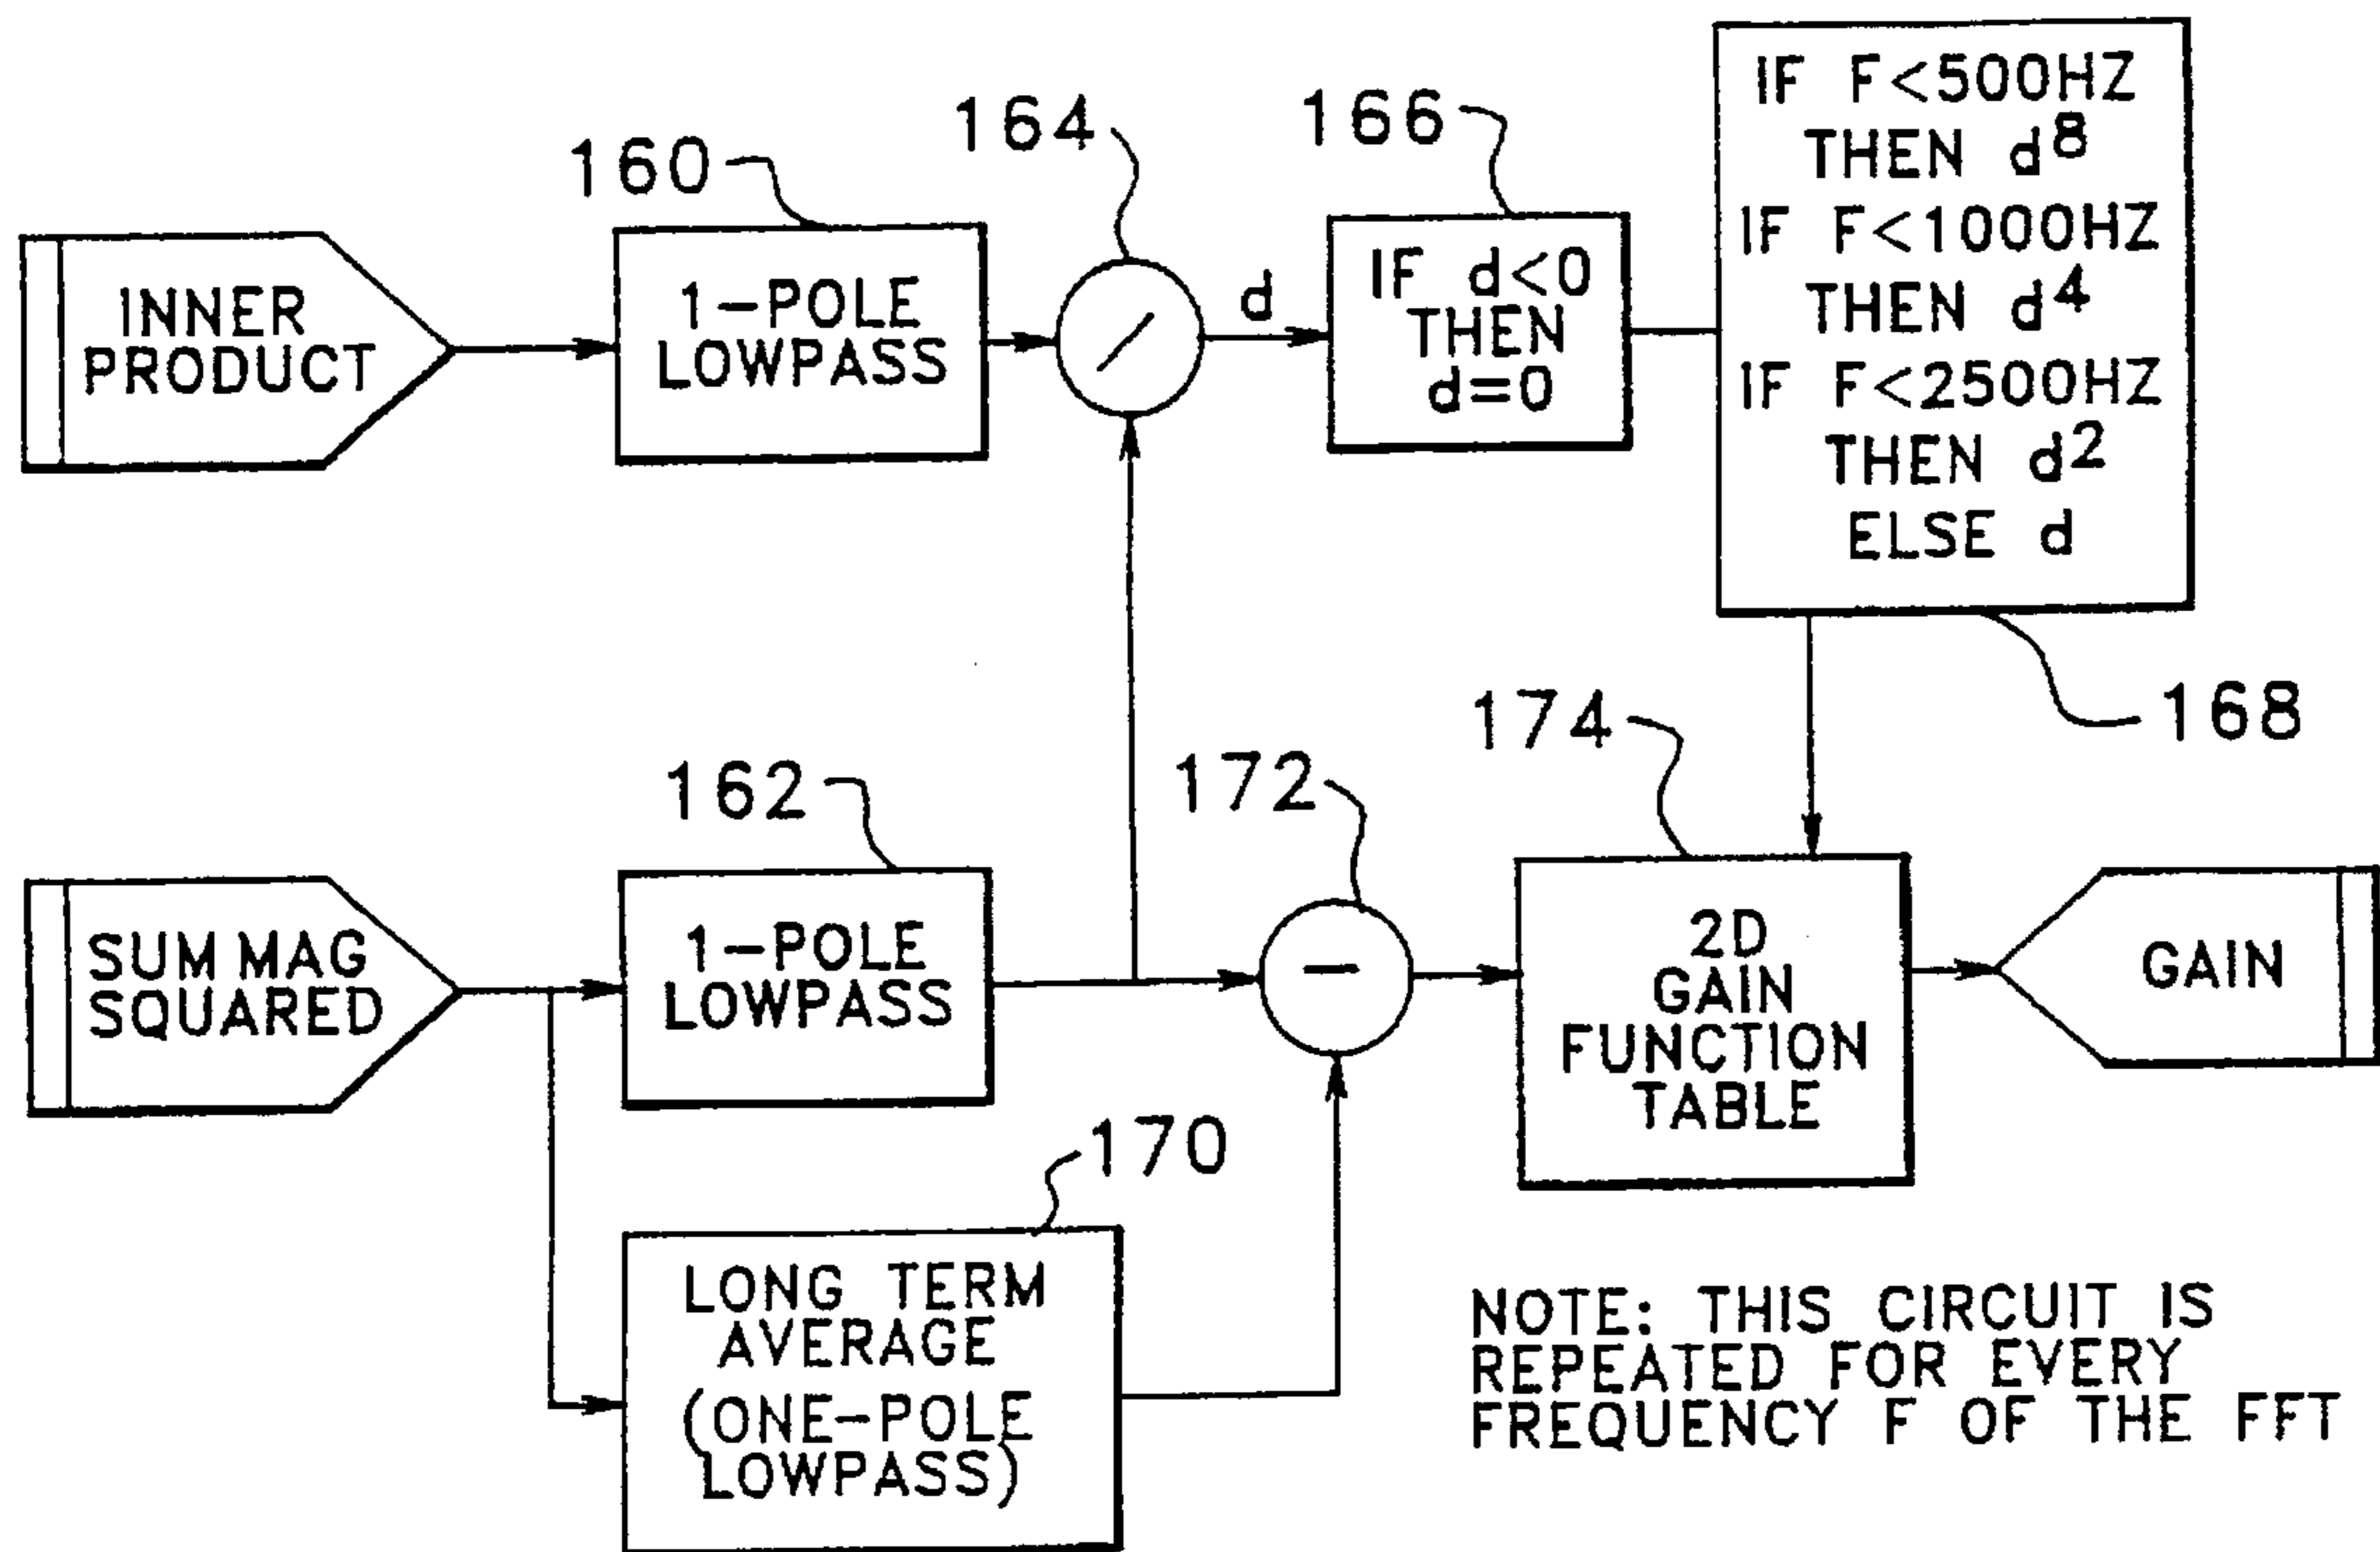 IF F<500HZ
THEN d8
IF F<1000HZ
THEN d4
IF F<2500HZ
THEN d2
ELSE d
160
164
166
INNER
PRODUCT
1-POLE
LOWPASS
/
d
IF d<0
THEN
d=0
168
162
172
174
SUM MAG
SQUARED
1-POLE
LOWPASS
-
2D
GAIN
FUNCTION
TABLE
GAIN
170
LONG TERM
AVERAGE
(ONE-POLE
LOWPASS)
NOTE: THIS CIRCUIT IS
REPEATED FOR EVERY
FREQUENCY F OF THE FFT